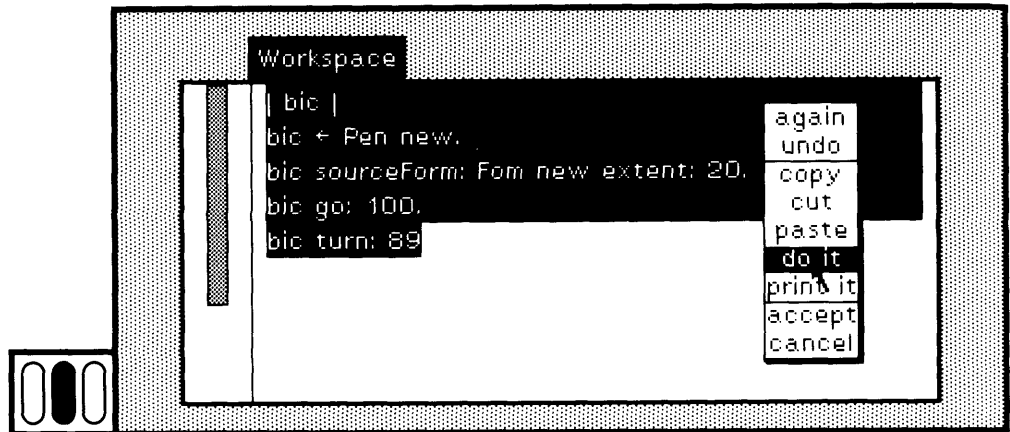 Workspace
| bic |
bic ← Pen new.
bic sourceForm: Fom new extent: 20.
bic go: 100.
bic turn: 89
again
undo
copy
cut
paste
do it
print it
accept
cancel